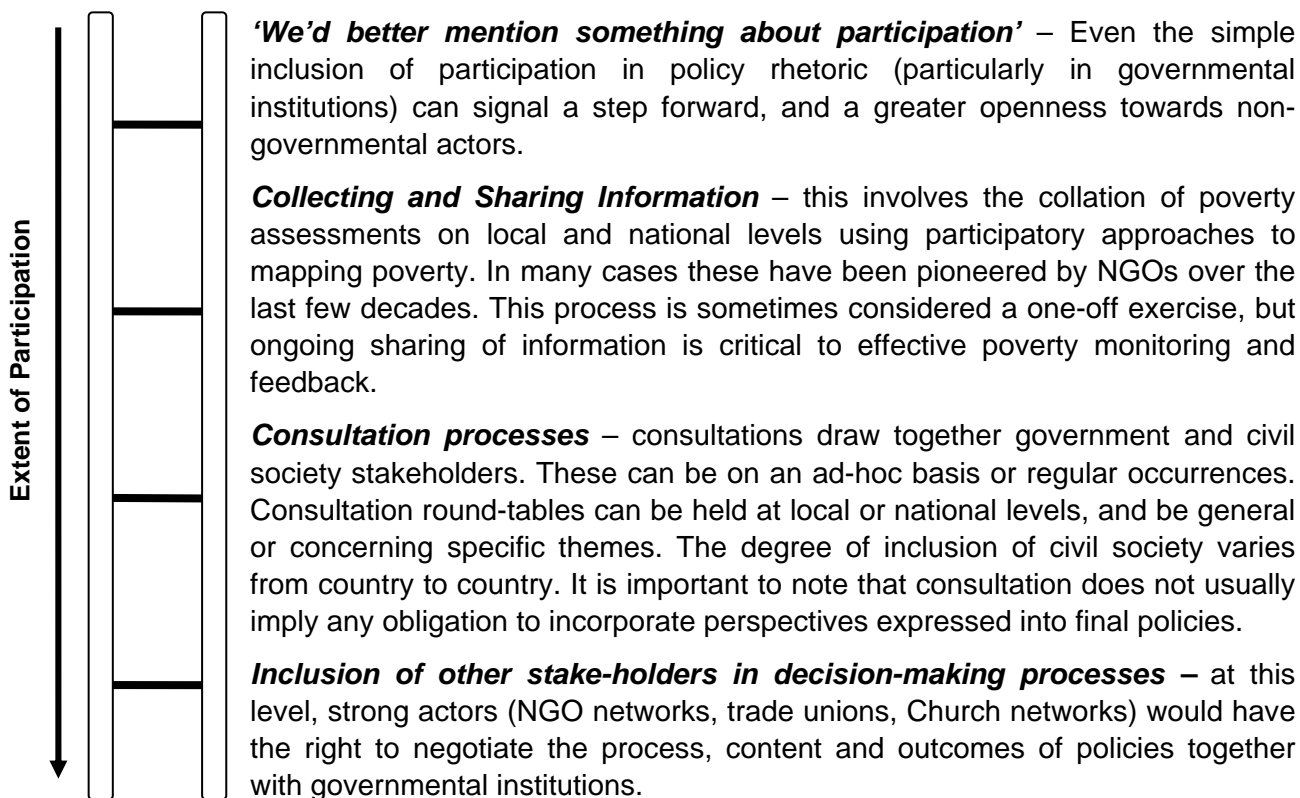 Extent of Participation
‘We’d better mention something about participation’ – Even the simple
inclusion of participation in policy rhetoric (particularly in governmental
institutions) can signal a step forward, and a greater openness towards non-
governmental actors.
Collecting and Sharing Information – this involves the collation of poverty
assessments on local and national levels using participatory approaches to
mapping poverty. In many cases these have been pioneered by NGOs over the
last few decades. This process is sometimes considered a one-off exercise, but
ongoing sharing of information is critical to effective poverty monitoring and
feedback.
Consultation processes – consultations draw together government and civil
society stakeholders. These can be on an ad-hoc basis or regular occurrences.
Consultation round-tables can be held at local or national levels, and be general
or concerning specific themes. The degree of inclusion of civil society varies
from country to country. It is important to note that consultation does not usually
imply any obligation to incorporate perspectives expressed into final policies.
Inclusion of other stake-holders in decision-making processes – at this
level, strong actors (NGO networks, trade unions, Church networks) would have
the right to negotiate the process, content and outcomes of policies together
with governmental institutions.